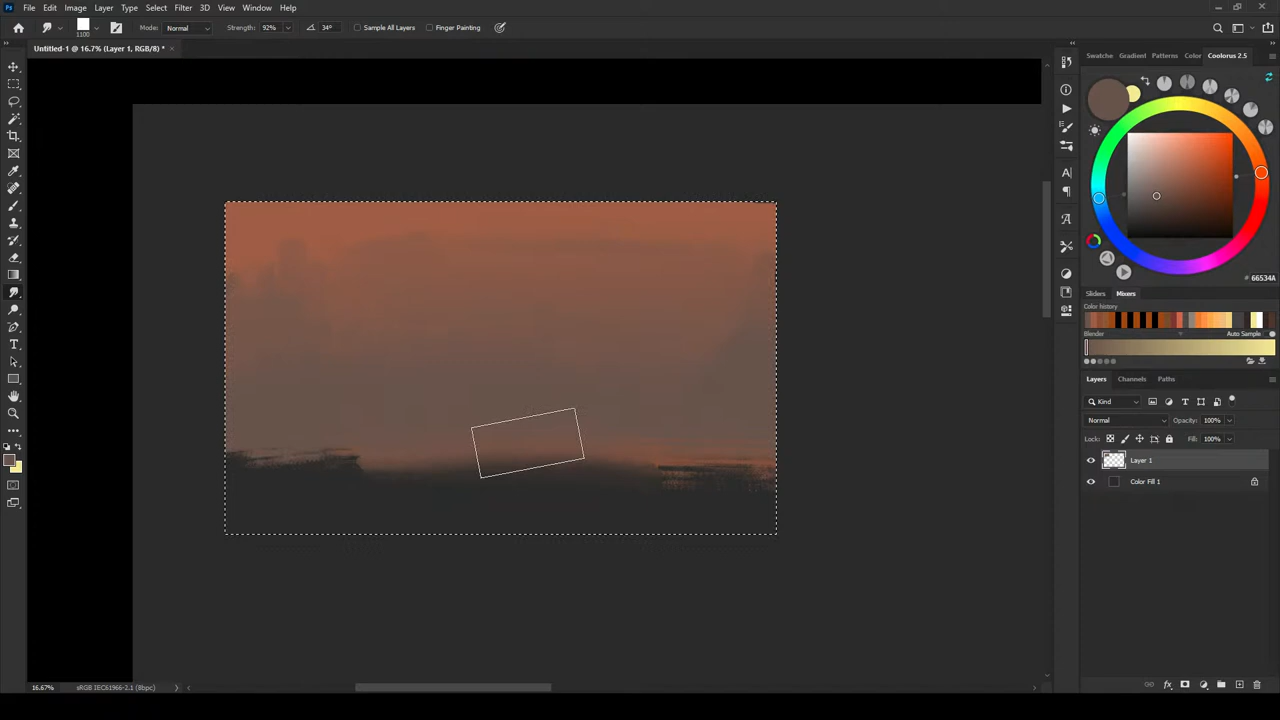 Ps File Edit Image Layer Type Select Filter 3D View Window Help
1100 Mode: Normal Strength: 92% 34° Sample All Layers Finger Painting
Untitled-1 @ 16.7% (Layer 1, RGB/8) *
Swatche Gradient Patterns Color Coolorus 2.5
66534A
Sliders Mixers
Color history
Blender Auto Sample
Layers Channels Paths
Kind
Normal Opacity: 100%
Lock: Fill: 100%
Layer 1
Color Fill 1
16.67% sRGB IEC61966-2.1 (8bpc)